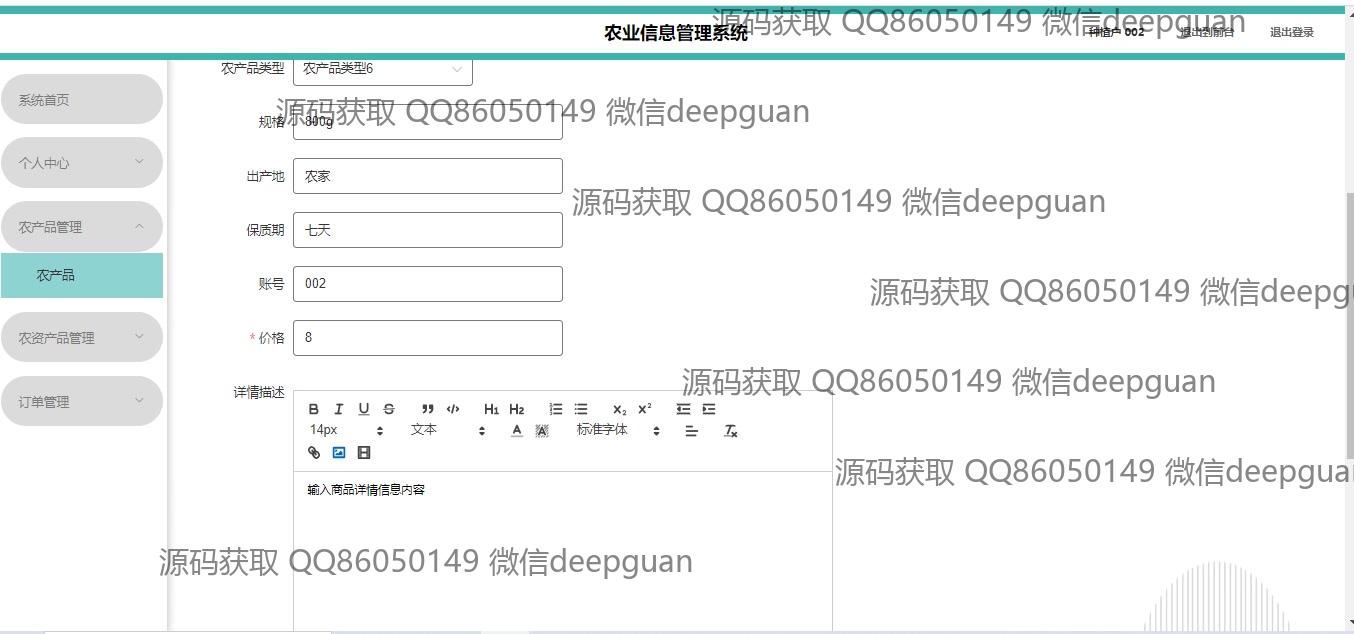 源码获取 QQ86050149 微信deepguan
农业信息管理系统
种植户 002
退出到前台
退出登录
农产品类型
农产品类型6
系统首页
源码获取 QQ86050149 微信deepguan
规格
800g
个人中心
出产地
农家
源码获取 QQ86050149 微信deepguan
农产品管理
保质期
七天
农产品
账号
002
源码获取 QQ86050149 微信deepgu
农资产品管理
* 价格
8
源码获取 QQ86050149 微信deepguan
详情描述
订单管理
B I U S ” </> H1 H2 X₂ X²
14px 文本 A A 标准字体 Tx
源码获取 QQ86050149 微信deepguan
输入商品详情信息内容
源码获取 QQ86050149 微信deepguan